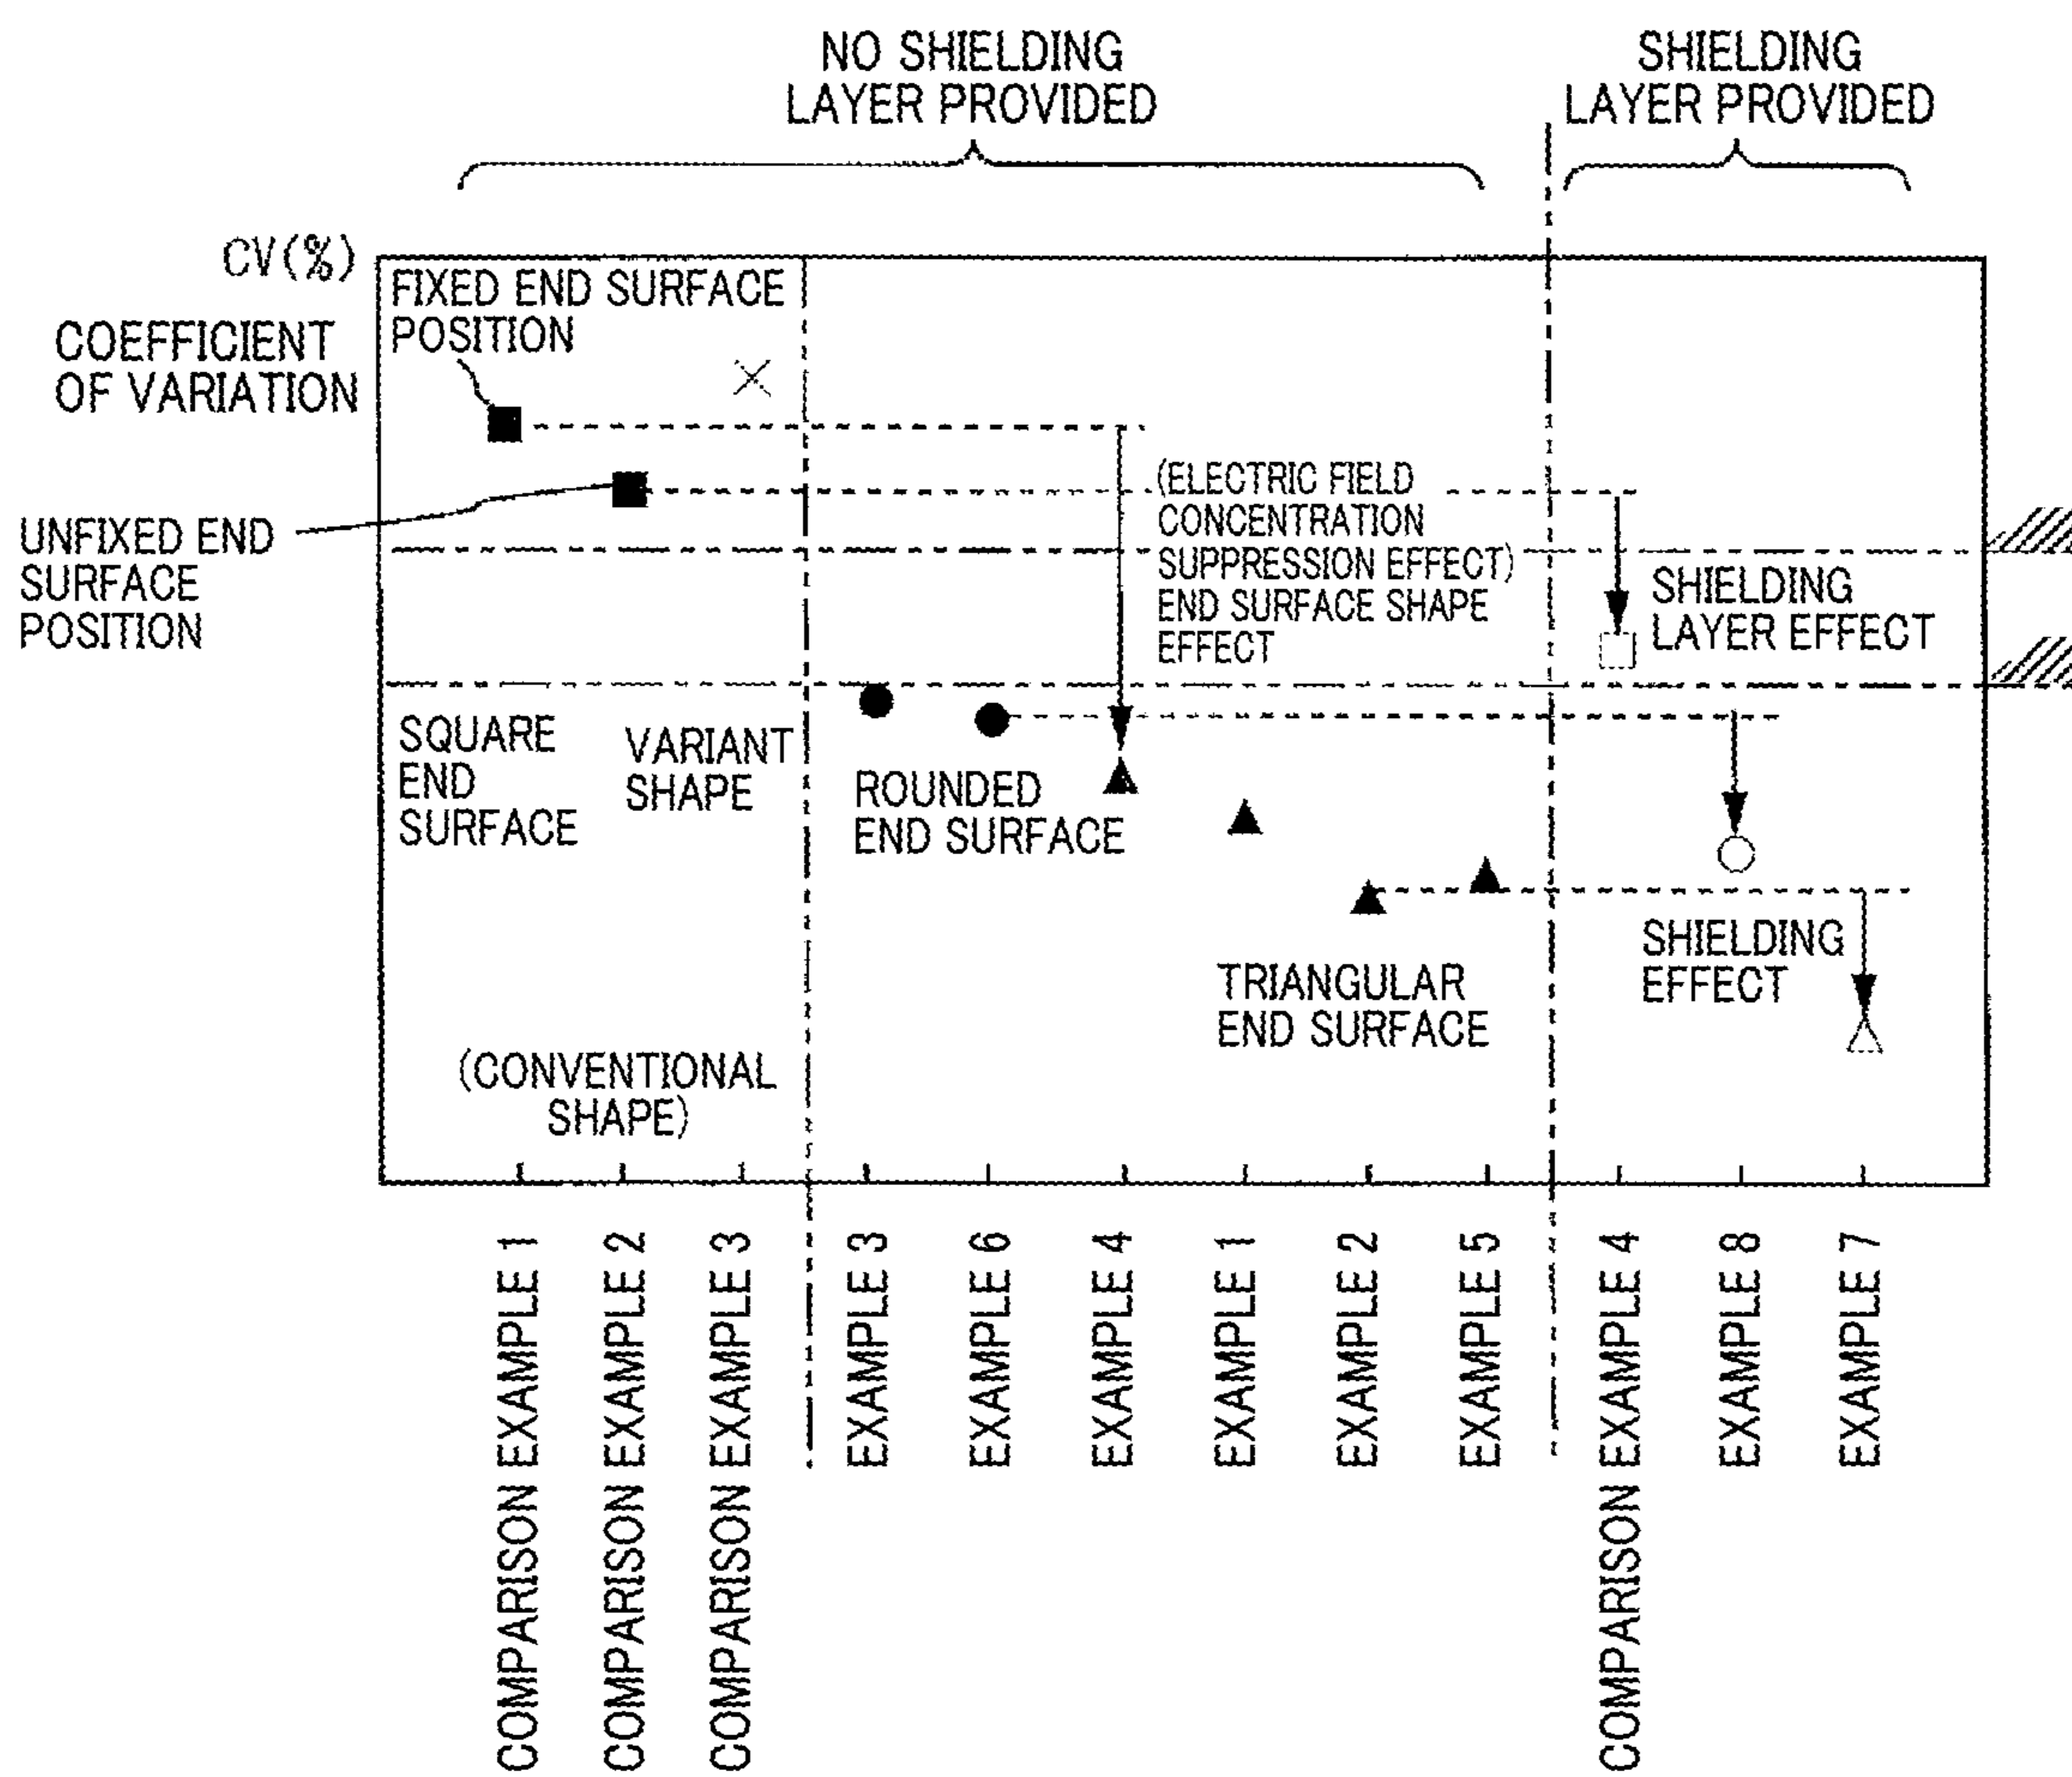 NO SHIELDING
LAYER PROVIDED
SHIELDING
LAYER PROVIDED
CV(%)
COEFFICIENT
OF VARIATION
FIXED END SURFACE
POSITION
UNFIXED END
SURFACE
POSITION
(ELECTRIC FIELD
CONCENTRATION
SUPPRESSION EFFECT)
END SURFACE SHAPE
EFFECT
SHIELDING
LAYER EFFECT
SQUARE
END
SURFACE
VARIANT
SHAPE
ROUNDED
END SURFACE
TRIANGULAR
END SURFACE
SHIELDING
EFFECT
(CONVENTIONAL
SHAPE)
COMPARISON EXAMPLE 1
COMPARISON EXAMPLE 2
COMPARISON EXAMPLE 3
EXAMPLE 3
EXAMPLE 6
EXAMPLE 4
EXAMPLE 1
EXAMPLE 2
EXAMPLE 5
COMPARISON EXAMPLE 4
EXAMPLE 8
EXAMPLE 7